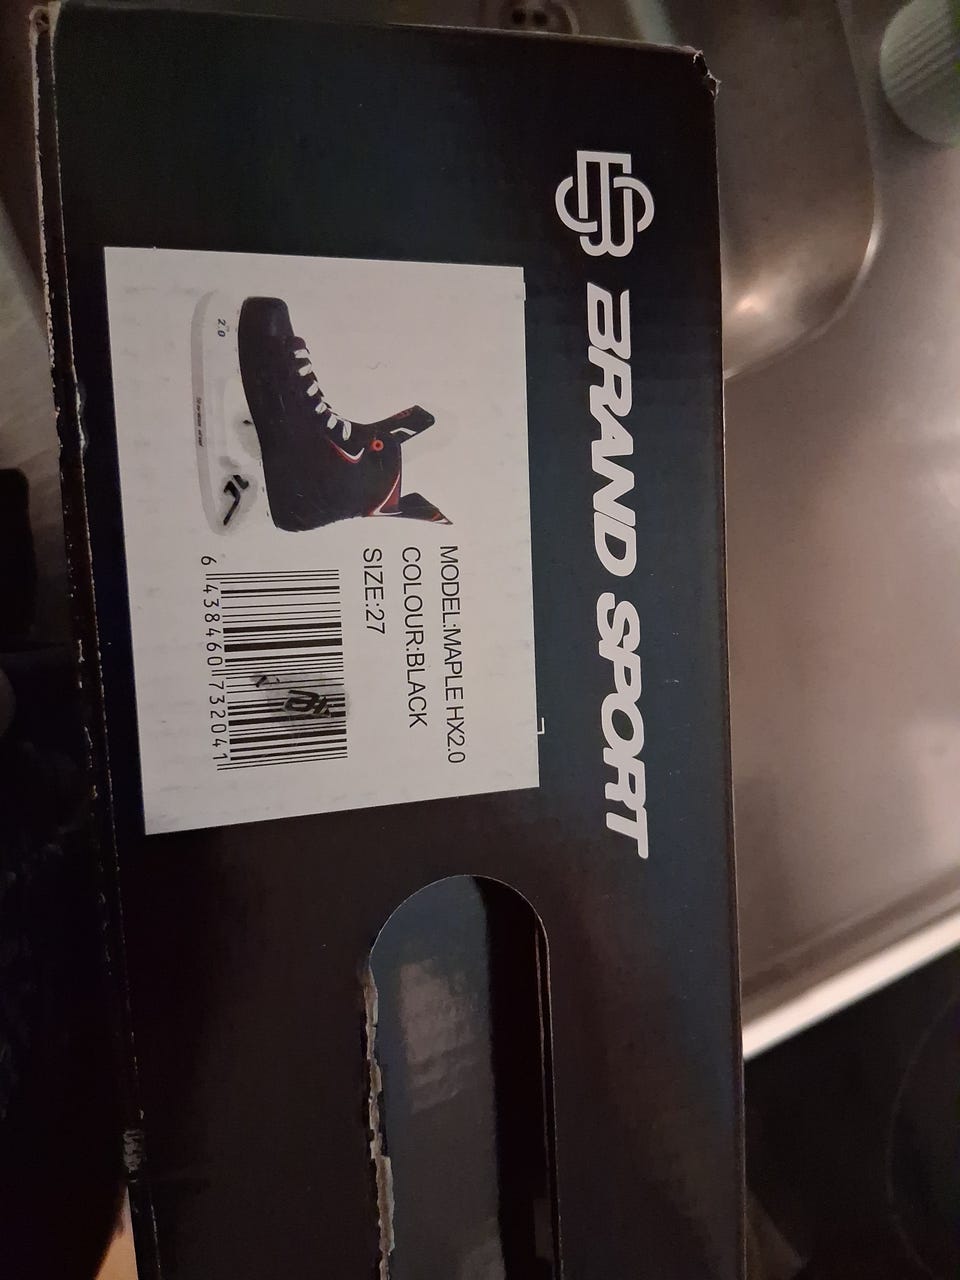 BRAND SPORT
MODEL:MAPLE HX2.0
COLOUR:BLACK
SIZE:27
6 438460 732041
2.0